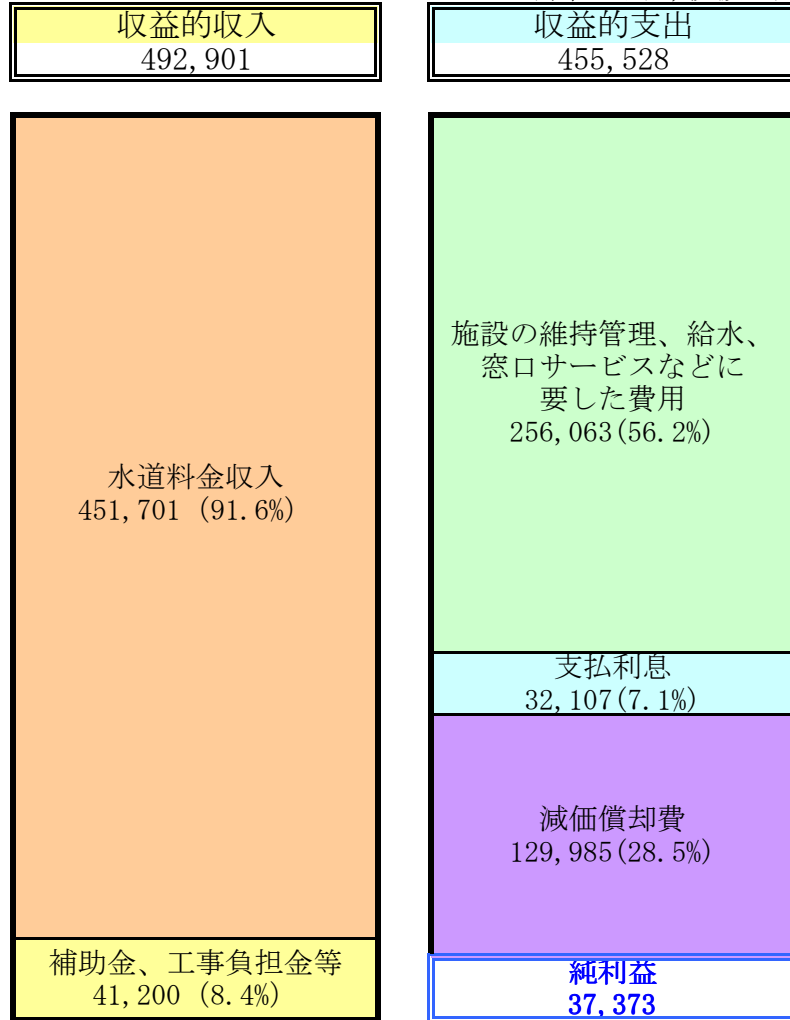 収益的収入
492,901
水道料金収入
451,701 (91.6%)
補助金、工事負担金等
41,200 (8.4%)
収益的支出
455,528
施設の維持管理、給水、
窓口サービスなどに
要した費用
256,063(56.2%)
支払利息
32,107(7.1%)
減価償却費
129,985(28.5%)
純利益
37,373